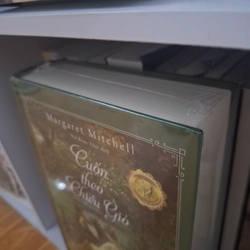 Margaret Mitchell
Cuốn
theo
Chiều Gió